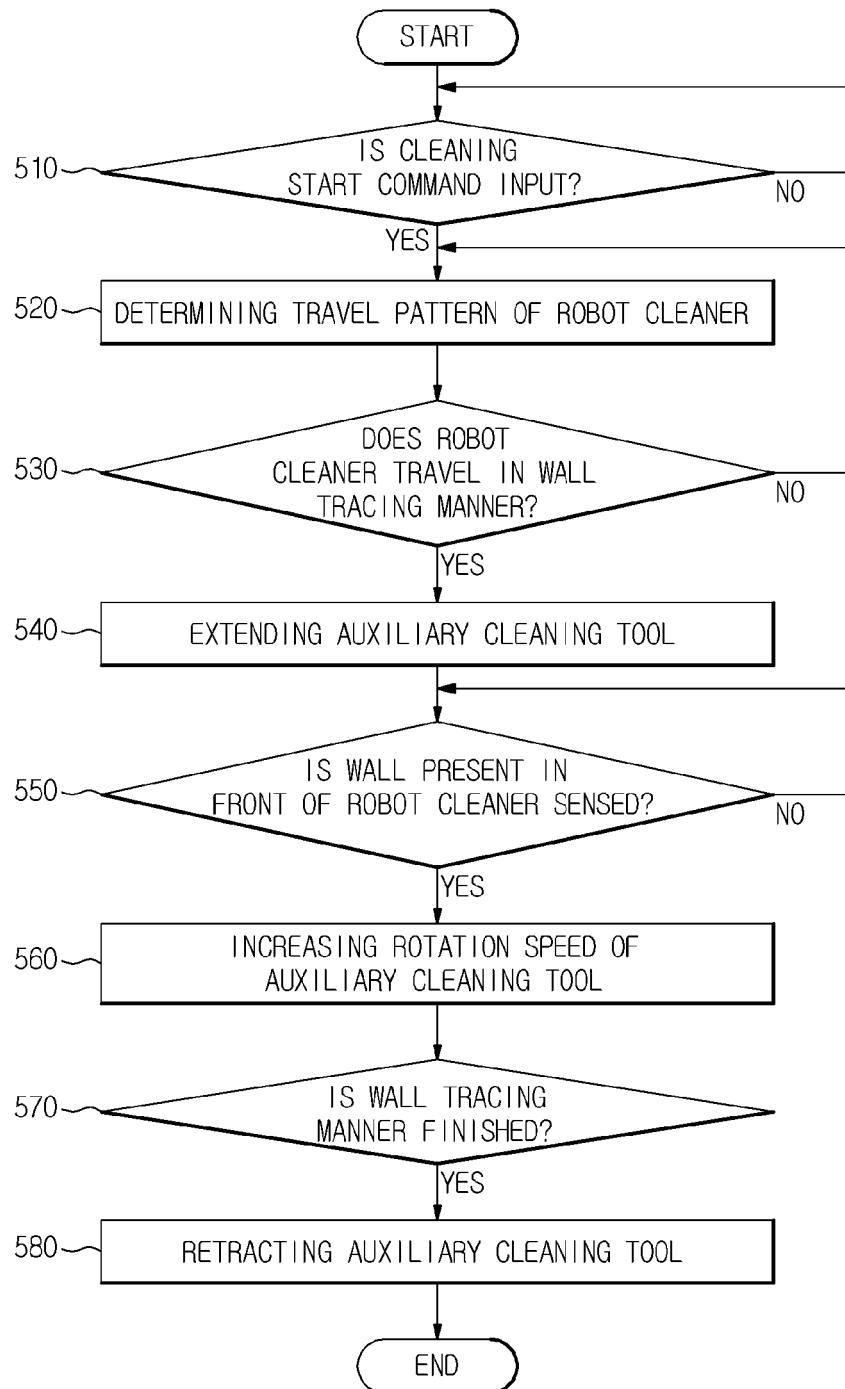 START
510
IS CLEANING
START COMMAND INPUT?
NO
YES
520
DETERMINING TRAVEL PATTERN OF ROBOT CLEANER
530
DOES ROBOT
CLEANER TRAVEL IN WALL
TRACING MANNER?
NO
YES
540
EXTENDING AUXILIARY CLEANING TOOL
550
IS WALL PRESENT IN
FRONT OF ROBOT CLEANER SENSED?
NO
YES
560
INCREASING ROTATION SPEED OF
AUXILIARY CLEANING TOOL
570
IS WALL TRACING
MANNER FINISHED?
YES
580
RETRACTING AUXILIARY CLEANING TOOL
END